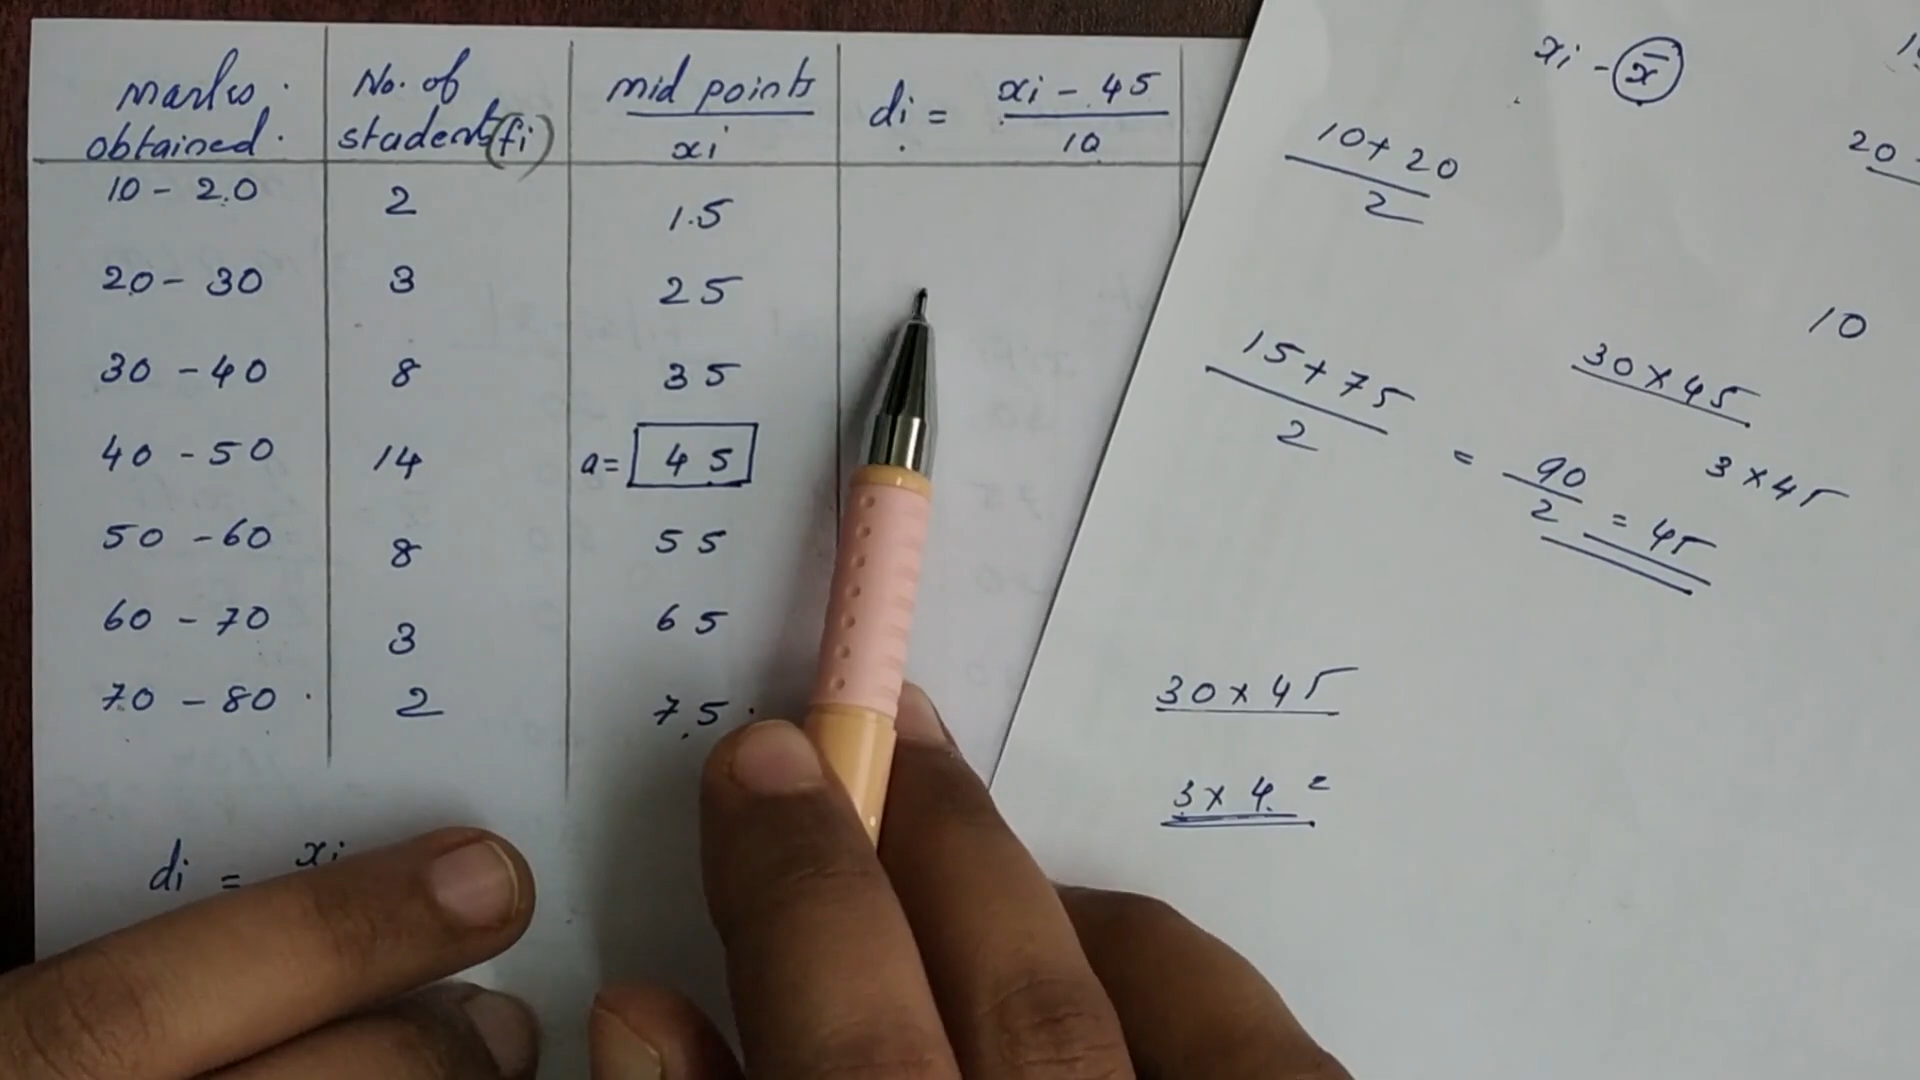 marks obtained. | No. of students (fi) | mid points xi | di = xi - 45 / 10
10 - 20 | 2 | 15
20 - 30 | 3 | 25
30 - 40 | 8 | 35
40 - 50 | 14 | a = 45
50 - 60 | 8 | 55
60 - 70 | 3 | 65
70 - 80 | 2 | 75
di = xi
xi - x̄
10 + 20 / 2
20
15 + 75 / 2 = 90 / 2 = 45
10
30 x 45
3 x 45
30 x 45
3 x 4 =